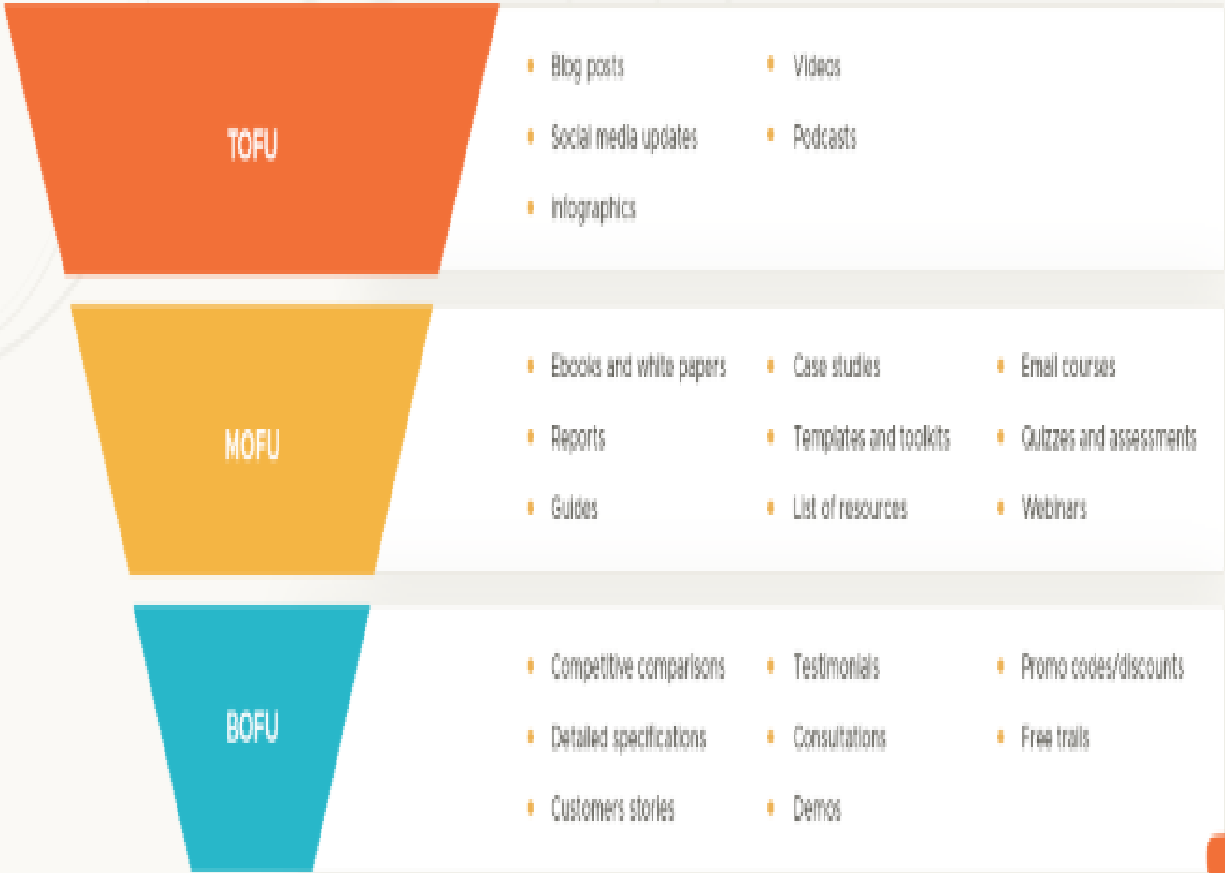 TOFU
Blog posts
Social media updates
infographics
Videos
Podcasts
MOFU
Ebooks and white papers
Reports
Guides
Case studies
Templates and toolkits
List of resources
Email courses
Quizzes and assessments
Webinars
BOFU
Competitive comparisons
Detailed specifications
Customers stories
Testimonials
Consultations
Demos
Promo codes/discounts
Free trails